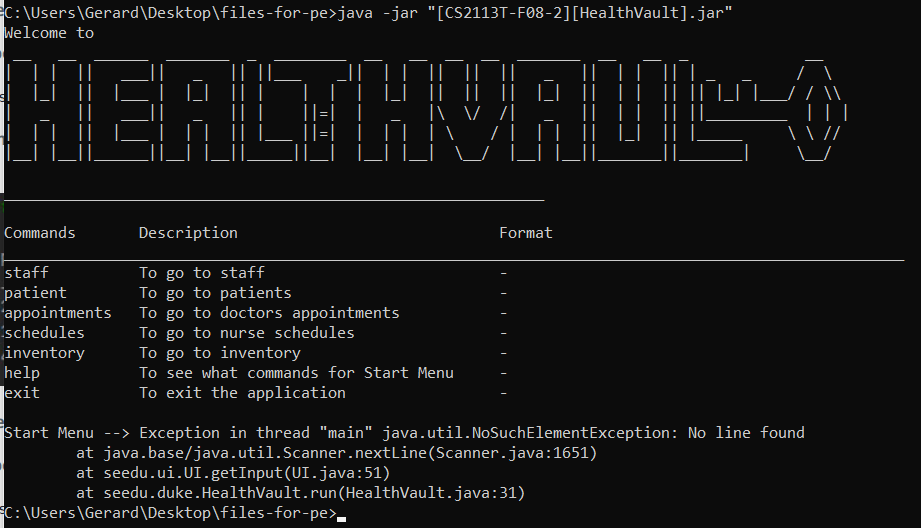 C:\Users\Gerard\Desktop\files-for-pe>java -jar "[CS2113T-F08-2][HealthVault].jar"
Welcome to
HEALTHVAULT
Commands Description Format
staff To go to staff -
patient To go to patients -
appointments To go to doctors appointments -
schedules To go to nurse schedules -
inventory To go to inventory -
help To see what commands for Start Menu -
exit To exit the application -
Start Menu --> Exception in thread "main" java.util.NoSuchElementException: No line found
at java.base/java.util.Scanner.nextLine(Scanner.java:1651)
at seedu.ui.UI.getInput(UI.java:51)
at seedu.duke.HealthVault.run(HealthVault.java:31)
C:\Users\Gerard\Desktop\files-for-pe>